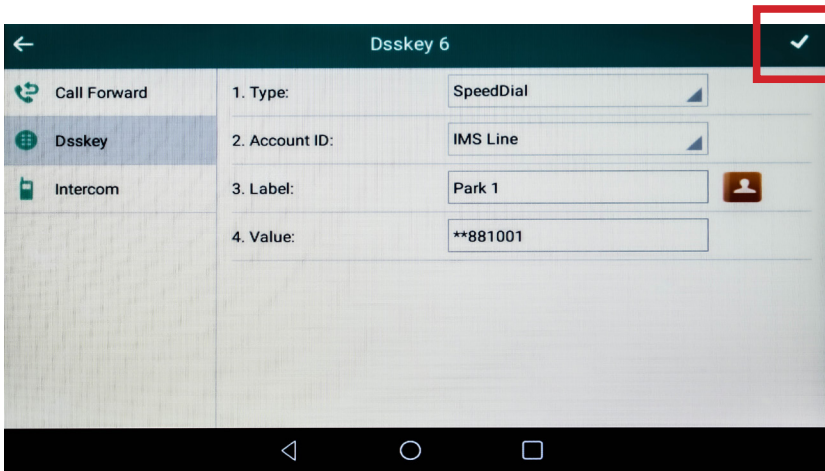 Dsskey 6
Call Forward
Dsskey
Intercom
1. Type: SpeedDial
2. Account ID: IMS Line
3. Label: Park 1
4. Value: **881001